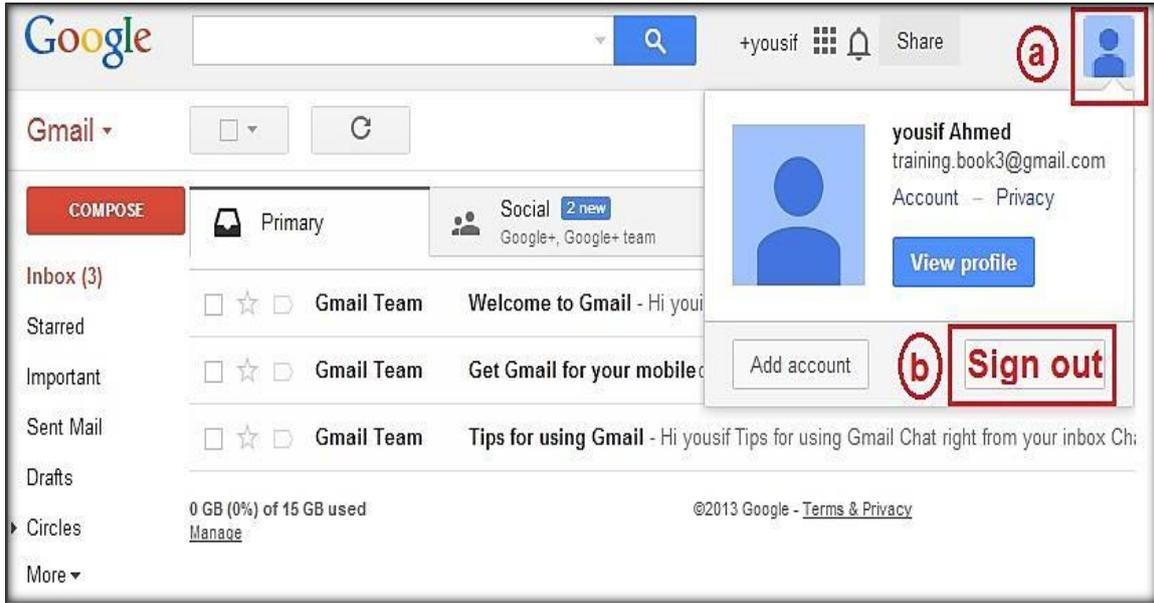 Google
+yousif
Share
a
Gmail
yousif Ahmed
training.book3@gmail.com
Account – Privacy
View profile
COMPOSE
Primary
Social 2 new
Google+, Google+ team
Inbox (3)
Gmail Team Welcome to Gmail - Hi yousi
Starred
Add account
b
Sign out
Important
Gmail Team Get Gmail for your mobile
Sent Mail
Gmail Team Tips for using Gmail - Hi yousif Tips for using Gmail Chat right from your inbox
Drafts
0 GB (0%) of 15 GB used
©2013 Google - Terms & Privacy
Manage
Circles
More